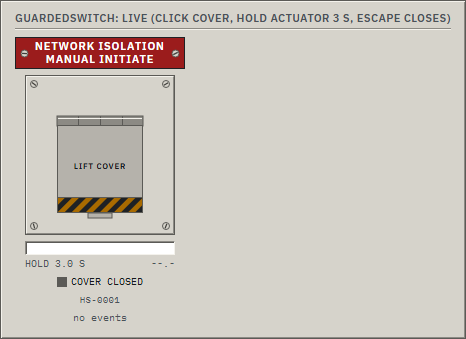 GUARDEDSWITCH: LIVE (CLICK COVER, HOLD ACTUATOR 3 S, ESCAPE CLOSES)
NETWORK ISOLATION
MANUAL INITIATE
LIFT COVER
HOLD 3.0 S --.-
COVER CLOSED
HS-0001
no events